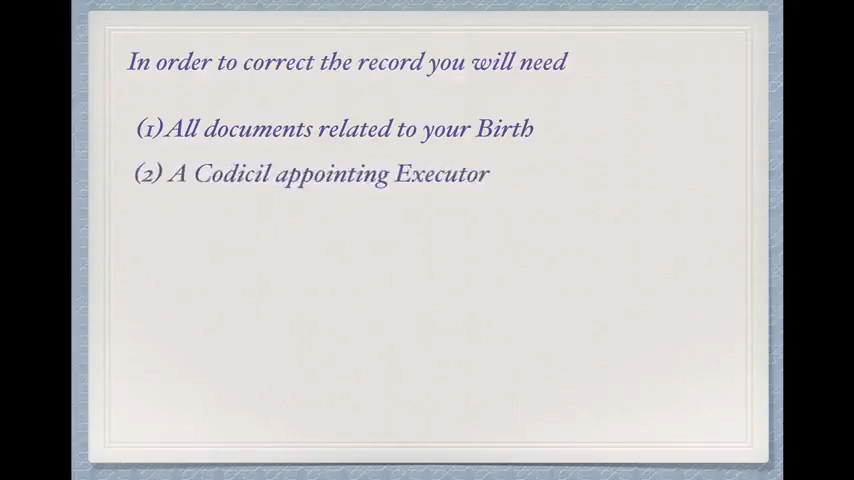 In order to correct the record you will need
(1) All documents related to your Birth
(2) A Codicil appointing Executor